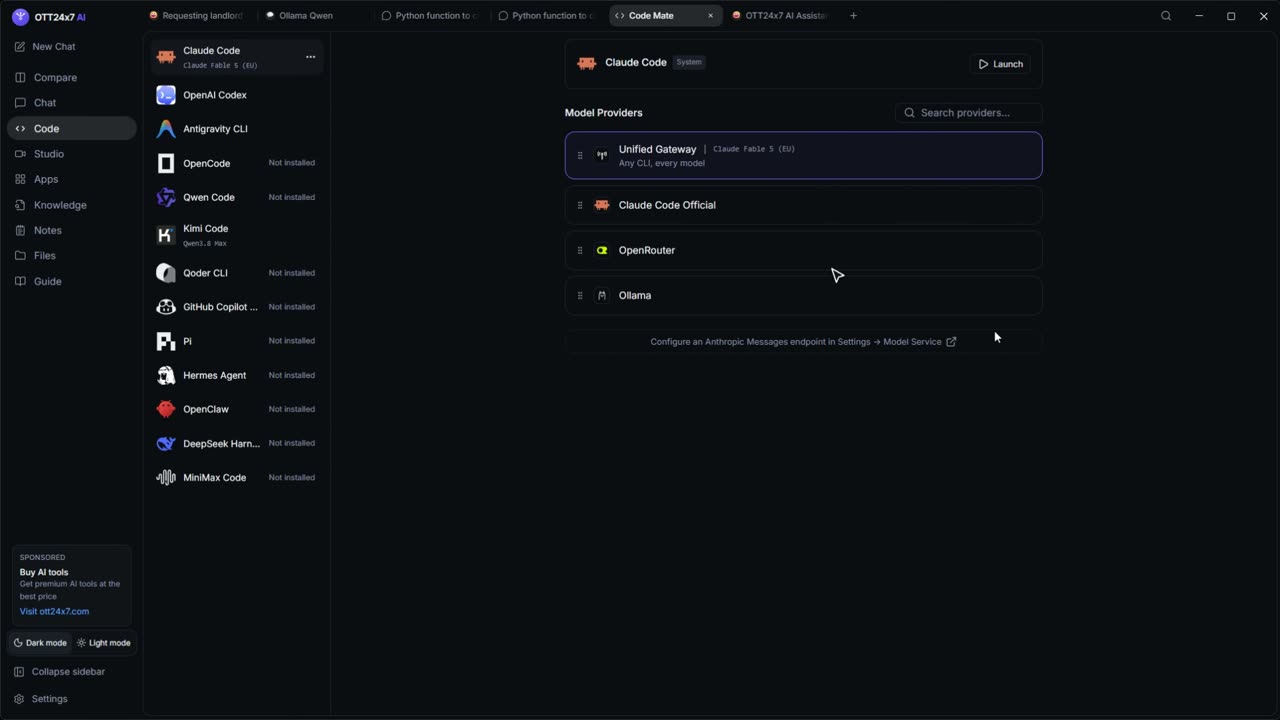 OTT24x7 AI
Requesting landlord
Ollama Qwen
Python function to c
Python function to c
Code Mate
OTT24x7 AI Assista
New Chat
Compare
Chat
Code
Studio
Apps
Knowledge
Notes
Files
Guide
SPONSORED
Buy AI tools
Get premium AI tools at the
best price
Visit ott24x7.com
Dark mode
Light mode
Collapse sidebar
Settings
Claude Code
Claude Fable 5 (EU)
OpenAI Codex
Antigravity CLI
OpenCode Not installed
Qwen Code Not installed
Kimi Code
Qwen3.8 Max
Qoder CLI Not installed
GitHub Copilot ... Not installed
Pi Not installed
Hermes Agent Not installed
OpenClaw Not installed
DeepSeek Harn... Not installed
MiniMax Code Not installed
Claude Code System
Launch
Model Providers
Search providers...
Unified Gateway | Claude Fable 5 (EU)
Any CLI, every model
Claude Code Official
OpenRouter
Ollama
Configure an Anthropic Messages endpoint in Settings → Model Service